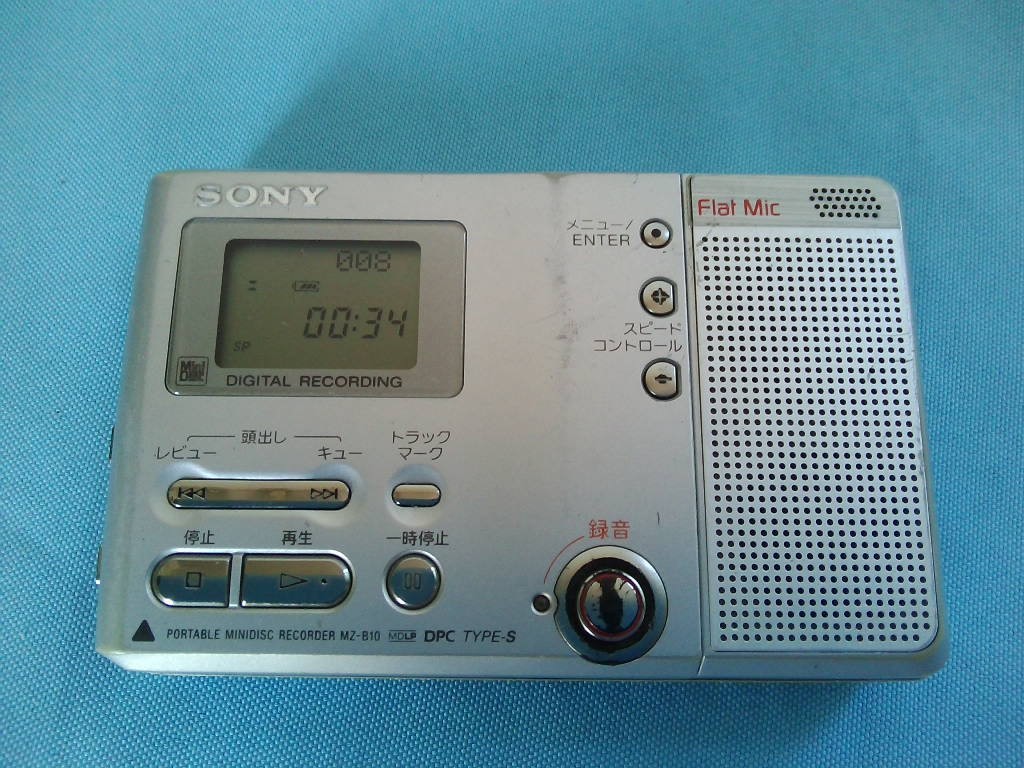 SONY
Flat Mic
メニュー/
ENTER
008
00:34
SP
Mini
Disc
DIGITAL RECORDING
スピード
コントロール
頭出し
レビュー キュー
トラック
マーク
停止 再生 一時停止
録音
PORTABLE MINIDISC RECORDER MZ-B10 MDLP DPC TYPE-S